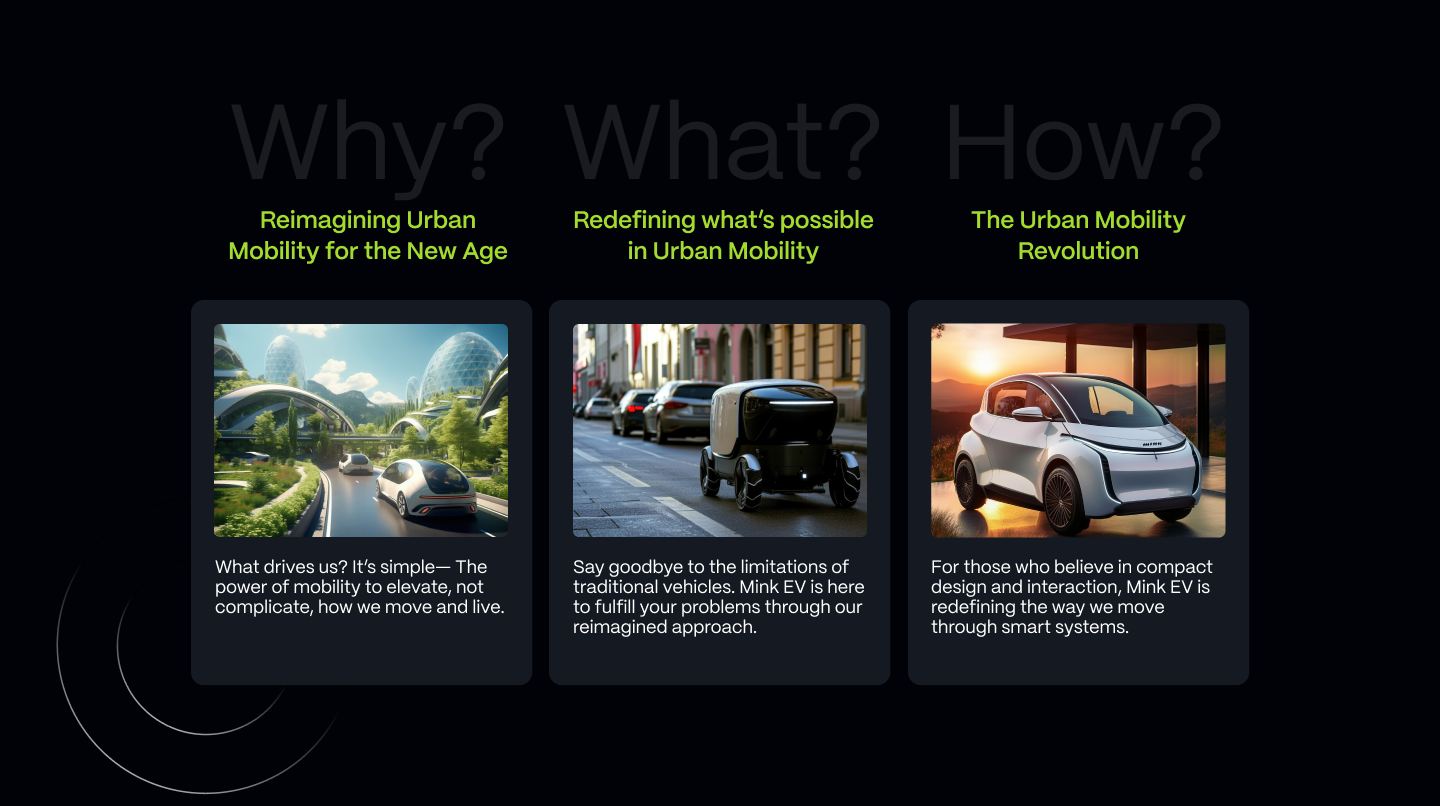 Why?
Reimagining Urban
Mobility for the New Age
What drives us? It’s simple— The
power of mobility to elevate, not
complicate, how we move and live.
What?
Redefining what‘s possible
in Urban Mobility
Say goodbye to the limitations of
traditional vehicles. Mink EV is here
to fulfill your problems through our
reimagined approach.
How?
The Urban Mobility
Revolution
MINK
For those who believe in compact
design and interaction, Mink EV is
redefining the way we move
through smart systems.